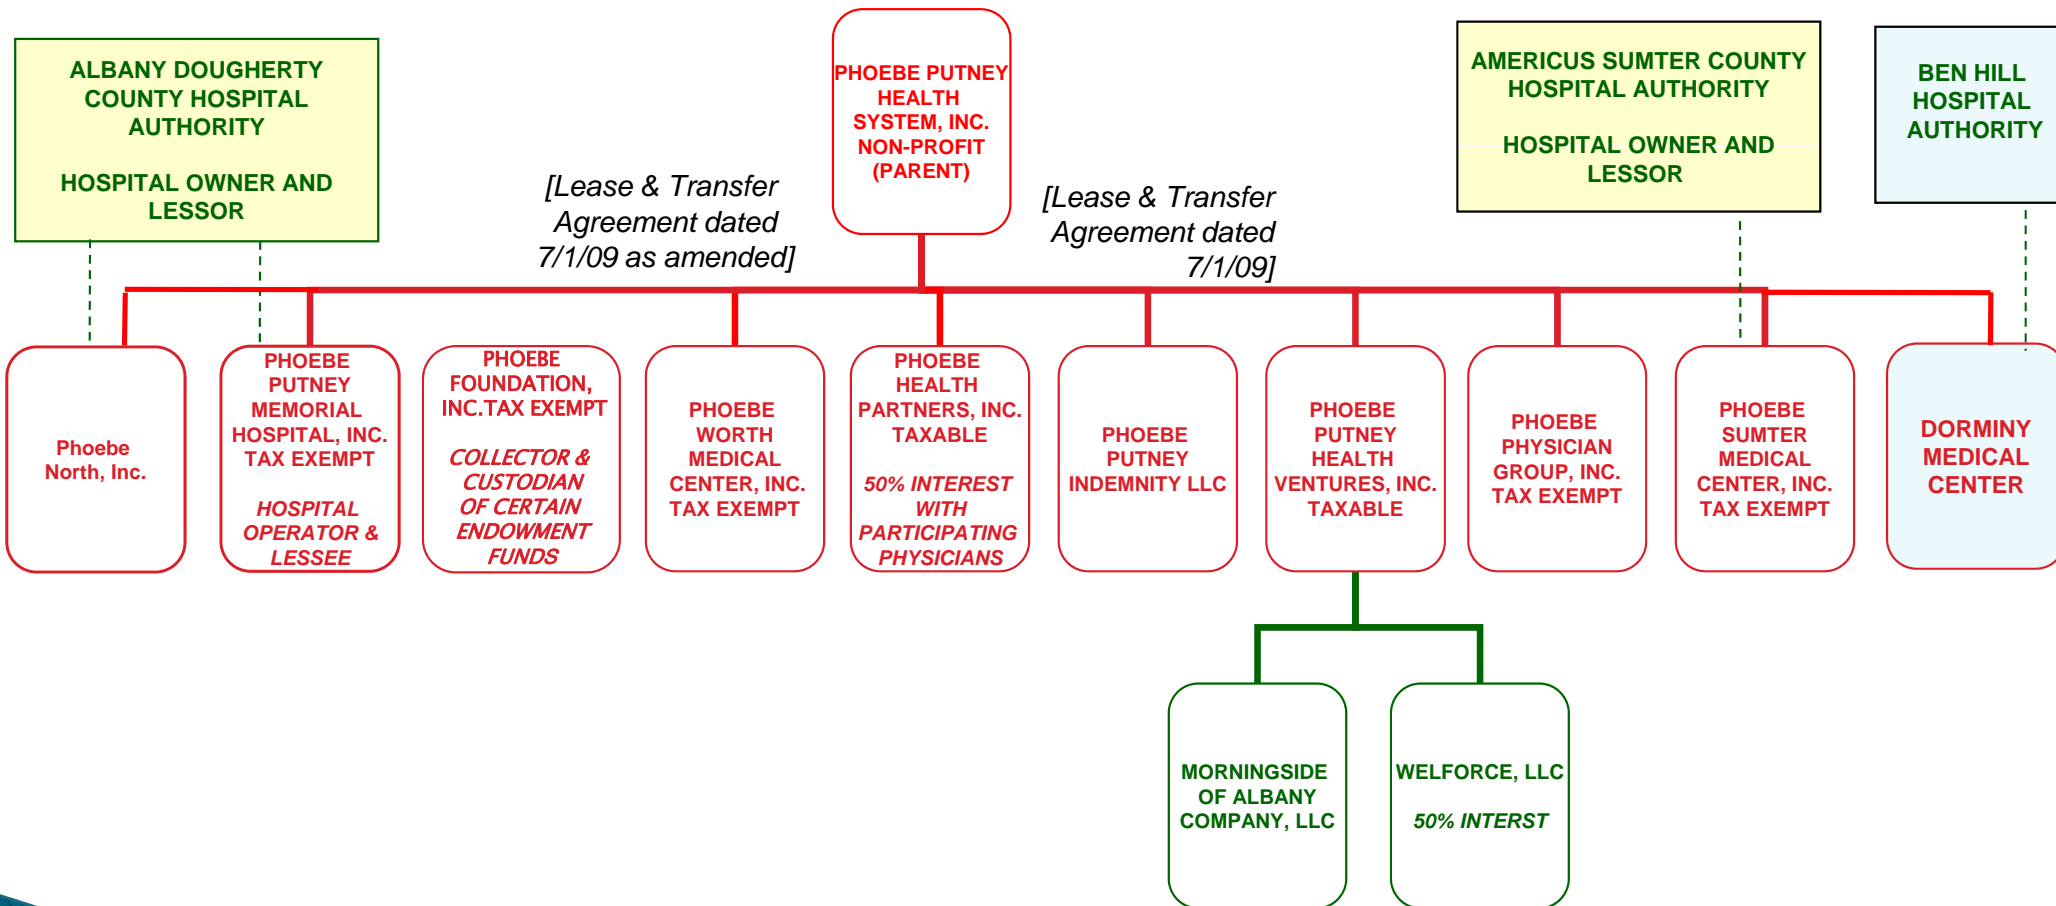 ALBANY DOUGHERTY
COUNTY HOSPITAL
AUTHORITY
HOSPITAL OWNER AND
LESSOR
PHOEBE PUTNEY
HEALTH
SYSTEM, INC.
NON-PROFIT
(PARENT)
AMERICUS SUMTER COUNTY
HOSPITAL AUTHORITY
HOSPITAL OWNER AND
LESSOR
BEN HILL
HOSPITAL
AUTHORITY
[Lease & Transfer
Agreement dated
7/1/09 as amended]
[Lease & Transfer
Agreement dated
7/1/09]
Phoebe
North, Inc.
PHOEBE
PUTNEY
MEMORIAL
HOSPITAL, INC.
TAX EXEMPT
HOSPITAL
OPERATOR &
LESSEE
PHOEBE
FOUNDATION,
INC.TAX EXEMPT
COLLECTOR &
CUSTODIAN
OF CERTAIN
ENDOWMENT
FUNDS
PHOEBE
WORTH
MEDICAL
CENTER, INC.
TAX EXEMPT
PHOEBE
HEALTH
PARTNERS, INC.
TAXABLE
50% INTEREST
WITH
PARTICIPATING
PHYSICIANS
PHOEBE
PUTNEY
INDEMNITY LLC
PHOEBE
PUTNEY
HEALTH
VENTURES, INC.
TAXABLE
PHOEBE
PHYSICIAN
GROUP, INC.
TAX EXEMPT
PHOEBE
SUMTER
MEDICAL
CENTER, INC.
TAX EXEMPT
DORMINY
MEDICAL
CENTER
MORNINGSIDE
OF ALBANY
COMPANY, LLC
WELFORCE, LLC
50% INTERST